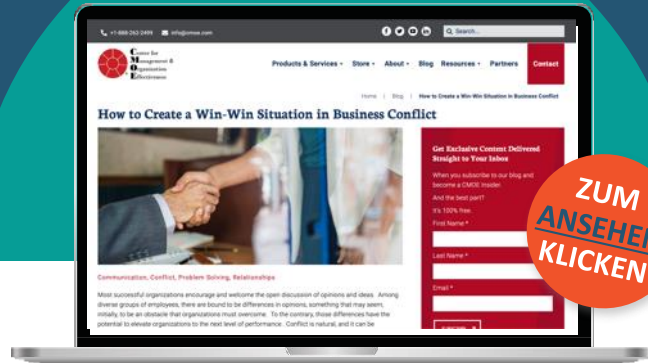 +1-888-262-2499 info@cmoe.com
Search...
Center for
Management &
Organization
Effectiveness
Products & Services Store About Blog Resources Partners Contact
Home | Blog | How to Create a Win-Win Situation in Business Conflict
How to Create a Win-Win Situation in Business Conflict
Get Exclusive Content Delivered
Straight to Your Inbox
When you subscribe to our blog and
become a CMOE Insider.
And the best part?
It's 100% free.
First Name *
Last Name *
Email *
ZUM
ANSEHEN
KLICKEN
Communication, Conflict, Problem Solving, Relationships
Most successful organizations encourage and welcome the open discussion of opinions and ideas. Among
diverse groups of employees, there are bound to be differences in opinions, something that may seem,
initially, to be an obstacle that organizations must overcome. To the contrary, those differences have the
potential to elevate organizations to the next level of performance. Conflict is natural, and it can be